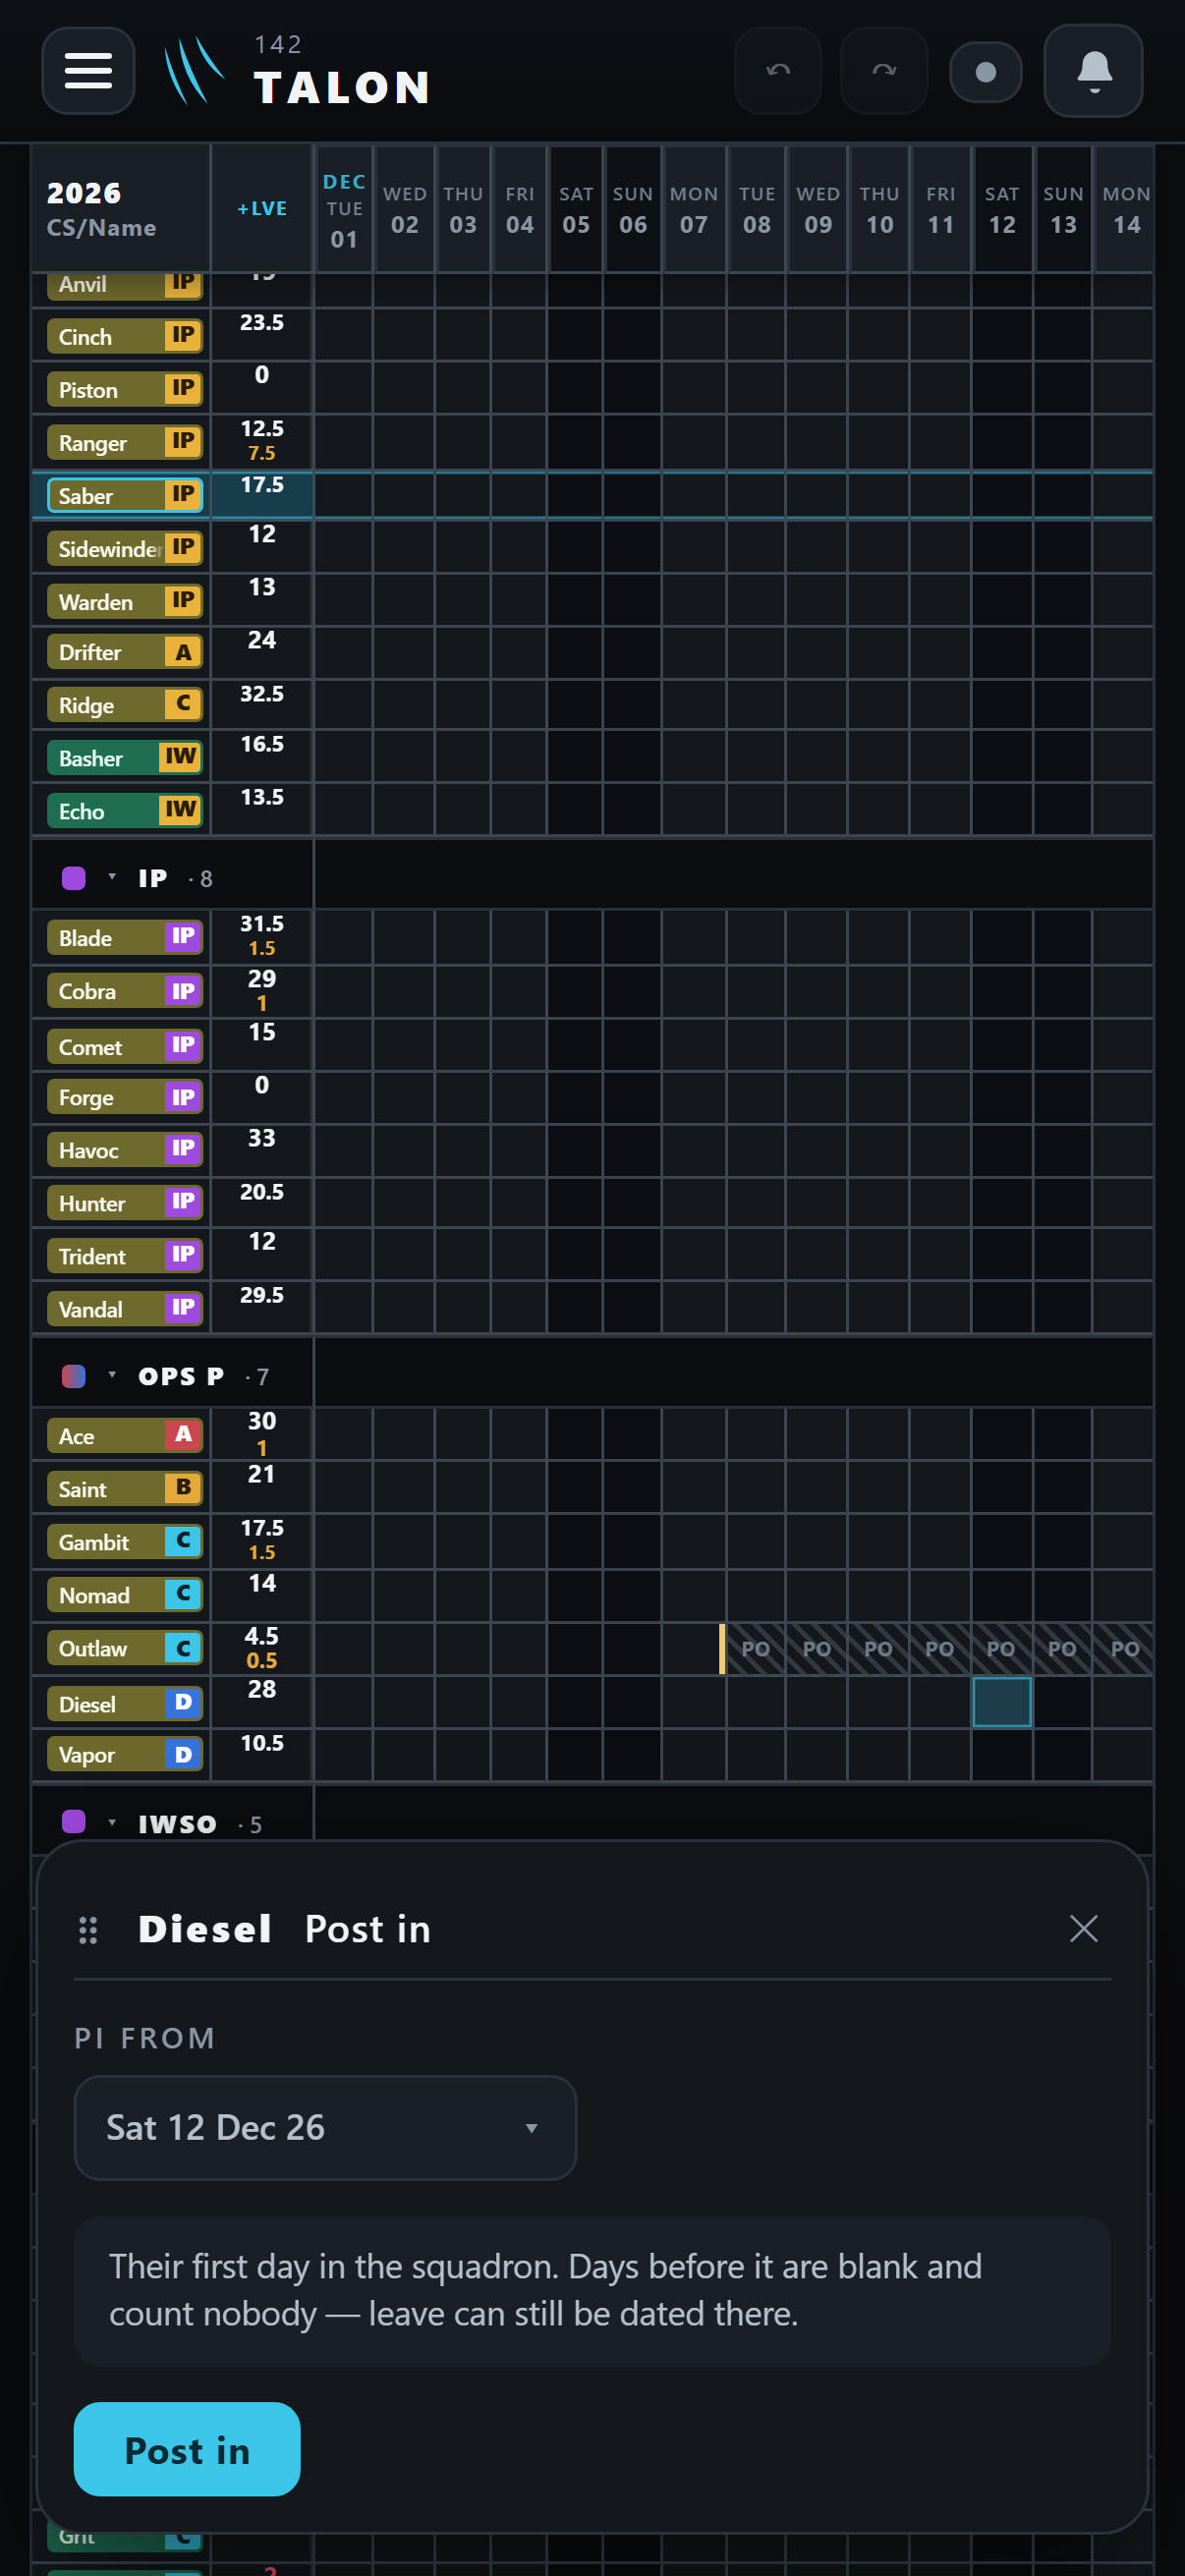 142
TALON
2026
CS/Name
+LVE
DEC TUE 01
WED 02
THU 03
FRI 04
SAT 05
SUN 06
MON 07
TUE 08
WED 09
THU 10
FRI 11
SAT 12
SUN 13
MON 14
Anvil IP
Cinch IP 23.5
Piston IP 0
Ranger IP 12.5
7.5
Saber IP 17.5
Sidewinder IP 12
Warden IP 13
Drifter A 24
Ridge C 32.5
Basher IW 16.5
Echo IW 13.5
IP · 8
Blade IP 31.5
1.5
Cobra IP 29
1
Comet IP 15
Forge IP 0
Havoc IP 33
Hunter IP 20.5
Trident IP 12
Vandal IP 29.5
OPS P · 7
Ace A 30
1
Saint B 21
Gambit C 17.5
1.5
Nomad C 14
Outlaw C 4.5 PO PO PO PO PO PO PO
0.5
Diesel D 28
Vapor D 10.5
IWSO · 5
Diesel Post in
PI FROM
Sat 12 Dec 26
Their first day in the squadron. Days before it are blank and
count nobody — leave can still be dated there.
Post in
Grit C